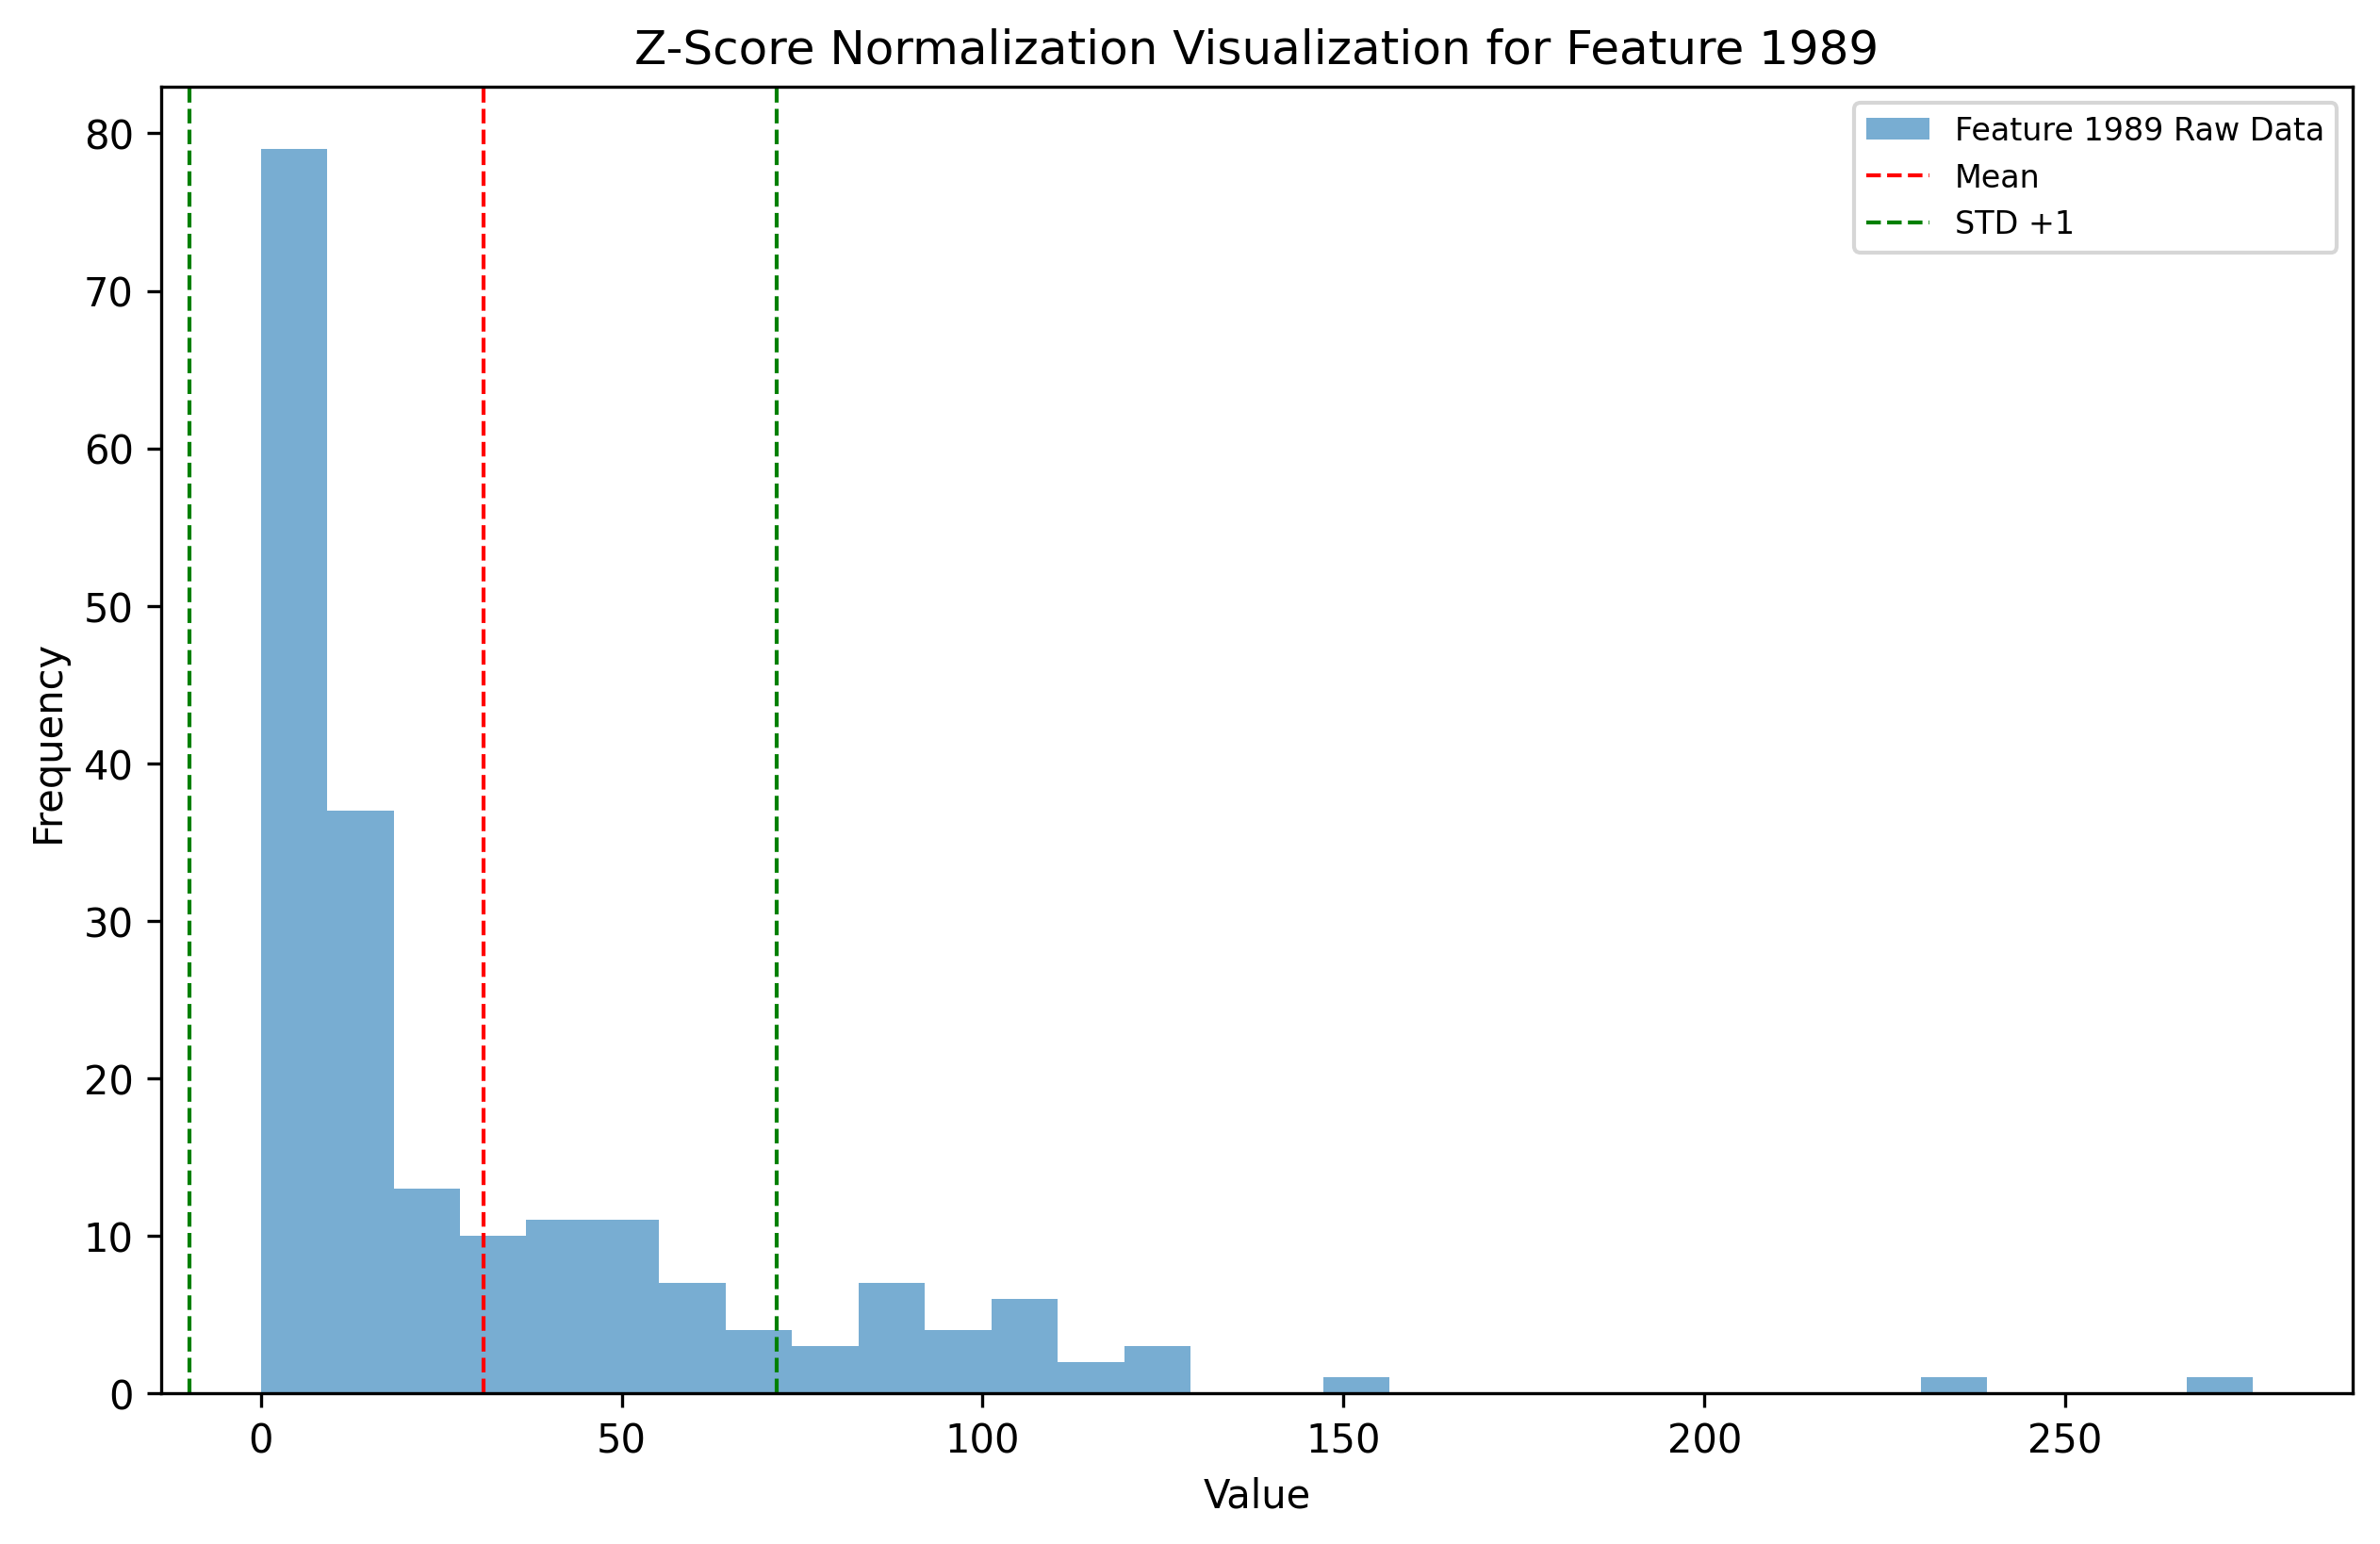 Z-Score Normalization Visualization for Feature 1989
Feature 1989 Raw Data
Mean
STD +1
80
70
60
50
40
30
20
10
0
Frequency
0 50 100 150 200 250
Value